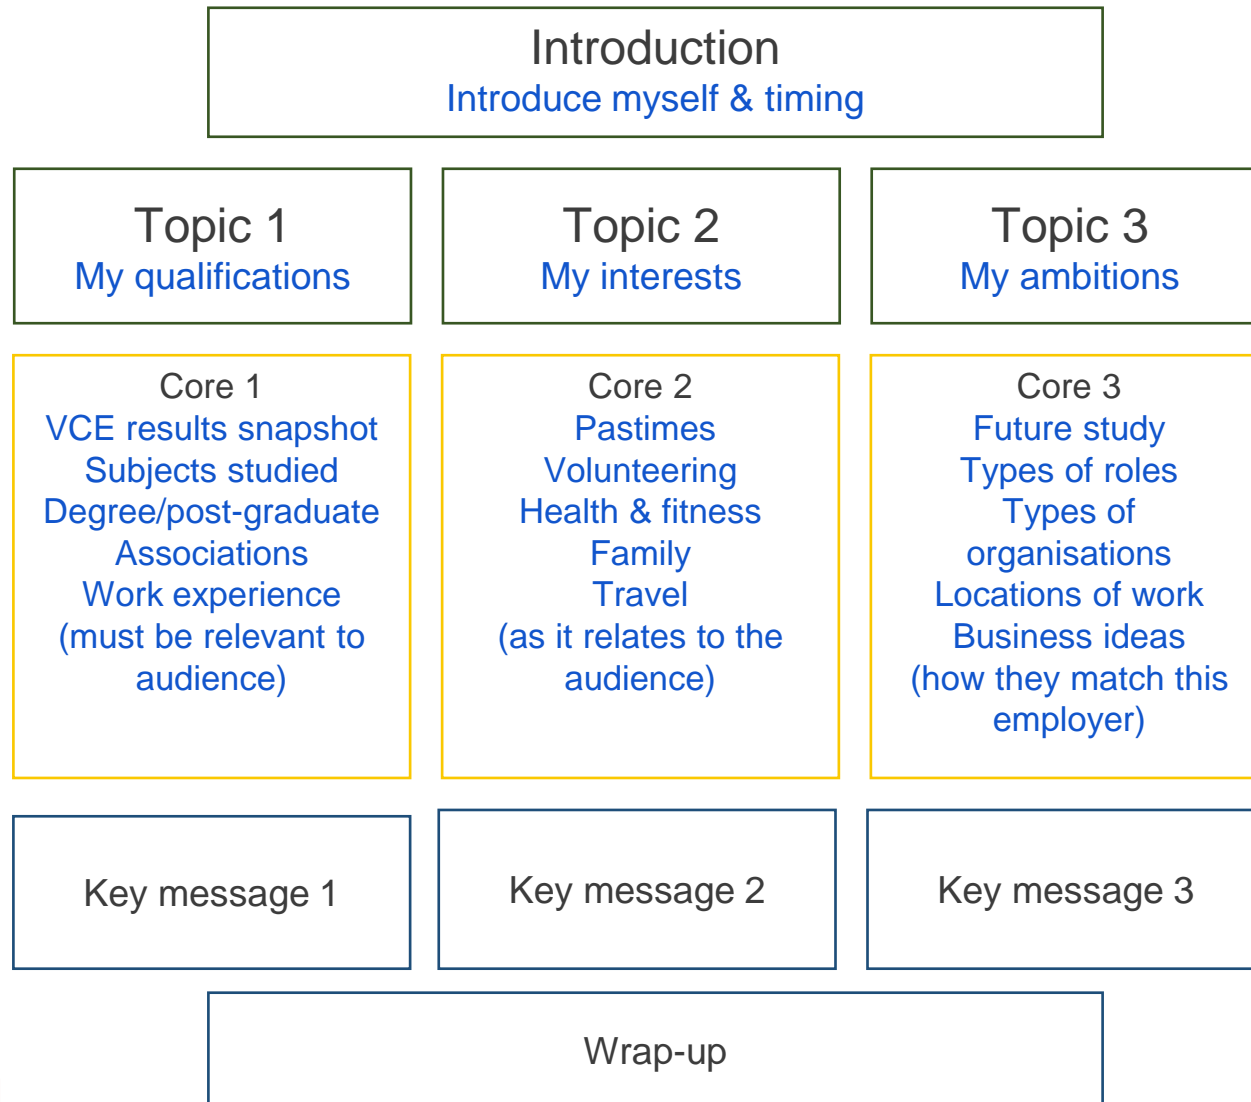 Introduction
Introduce myself & timing
Topic 1
My qualifications
Topic 2
My interests
Topic 3
My ambitions
Core 1
VCE results snapshot
Subjects studied
Degree/post-graduate
Associations
Work experience
(must be relevant to
audience)
Core 2
Pastimes
Volunteering
Health & fitness
Family
Travel
(as it relates to the
audience)
Core 3
Future study
Types of roles
Types of
organisations
Locations of work
Business ideas
(how they match this
employer)
Key message 1
Key message 2
Key message 3
Wrap-up